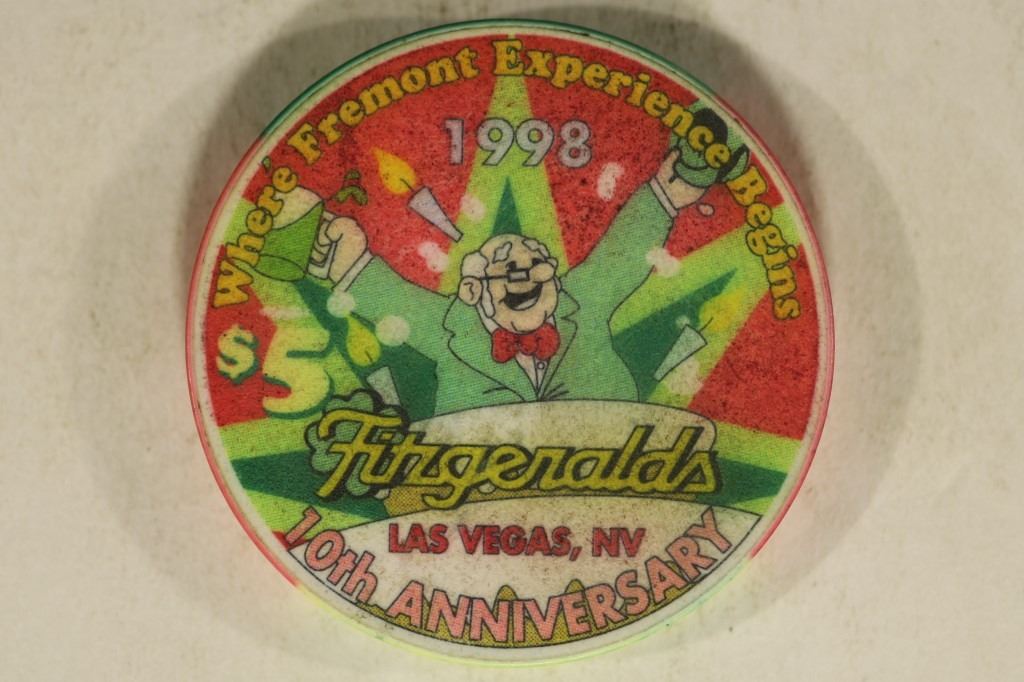 Where Fremont Experience Begins
1998
$5
Fitzgeralds
LAS VEGAS, NV
10th ANNIVERSARY